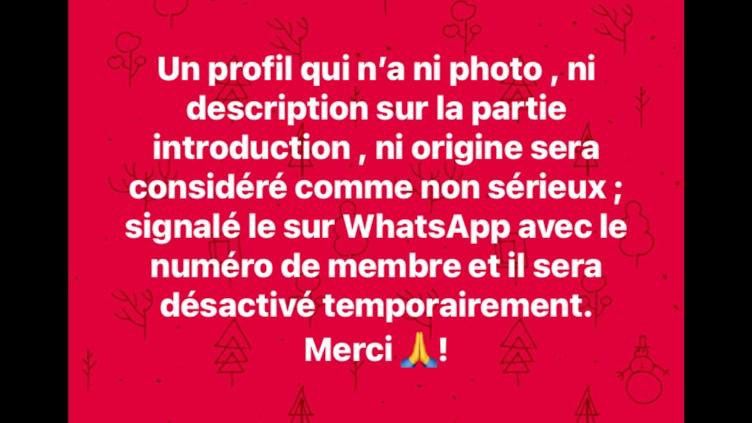 Un profil qui n’a ni photo , ni
description sur la partie
introduction , ni origine sera
considéré comme non sérieux ;
signalé le sur WhatsApp avec le
numéro de membre et il sera
désactivé temporairement.
Merci 🙏!